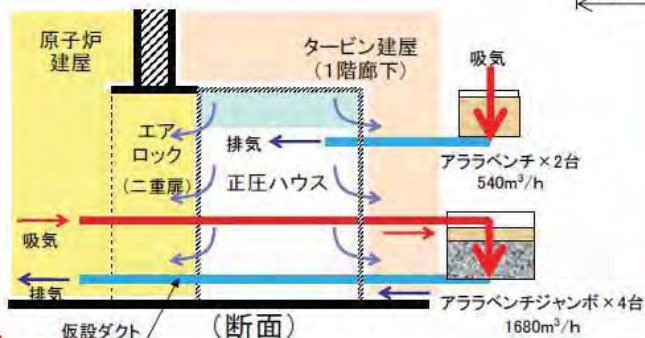 原子炉
建屋
タービン建屋
(1階廊下)
吸気
エア
ロック
(二重扉)
排気
正圧ハウス
アララベンチ×2台
540m³/h
吸気
排気
アララベンチジャンボ×4台
1680m³/h
仮設ダクト
(断面)